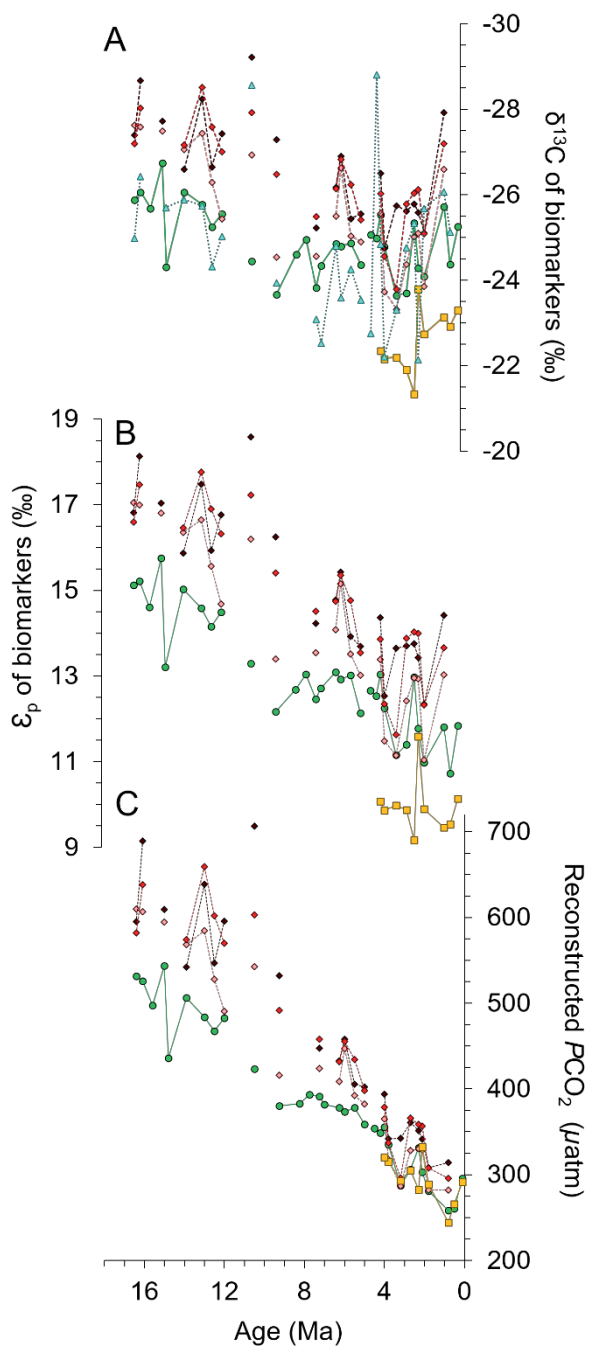 A
-30
-28
-26
-24
-22
-20
δ¹³C of biomarkers
(‰)
B
19
17
15
13
11
9
εp of biomarkers (‰)
C
700
600
500
400
300
200
Reconstructed PCO₂ (μatm)
16 12 8 4 0
Age (Ma)